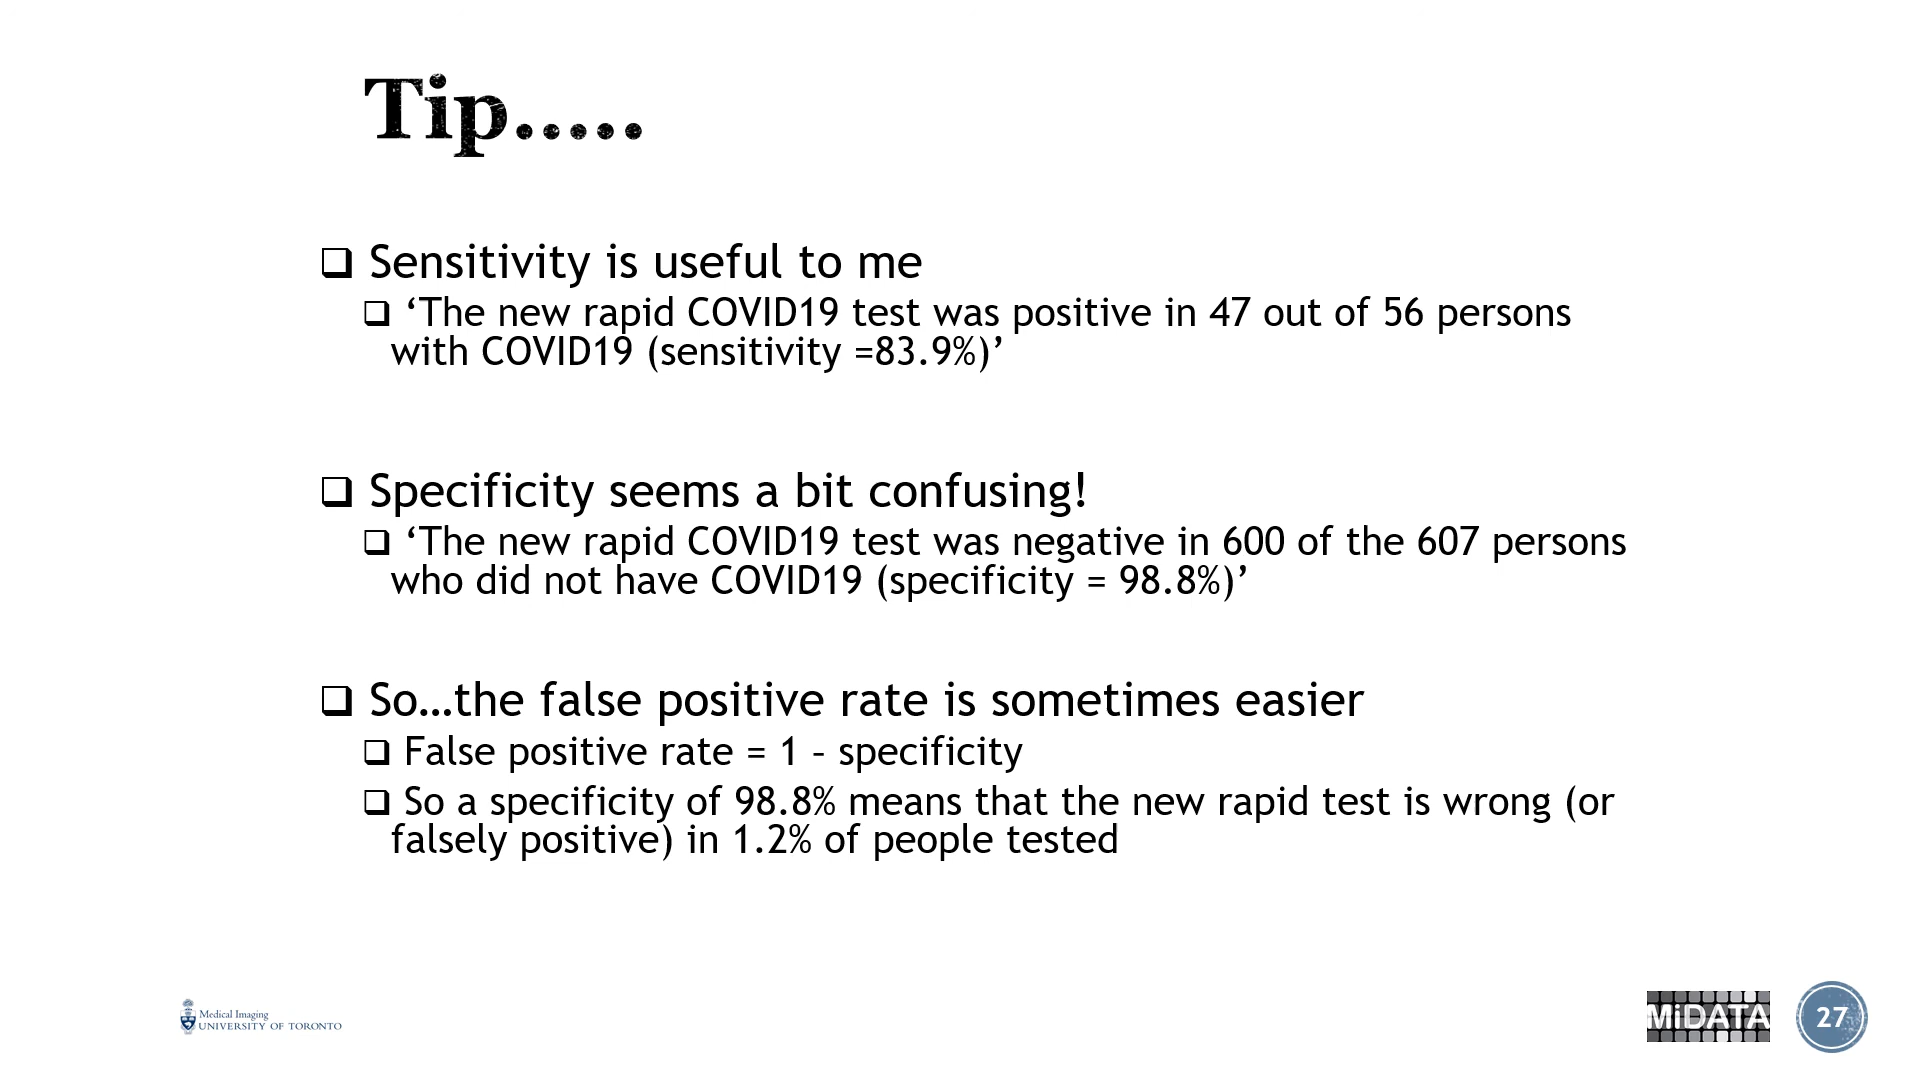 Tip.....
Sensitivity is useful to me
‘The new rapid COVID19 test was positive in 47 out of 56 persons
with COVID19 (sensitivity =83.9%)’
Specificity seems a bit confusing!
‘The new rapid COVID19 test was negative in 600 of the 607 persons
who did not have COVID19 (specificity = 98.8%)’
So…the false positive rate is sometimes easier
False positive rate = 1 – specificity
So a specificity of 98.8% means that the new rapid test is wrong (or
falsely positive) in 1.2% of people tested
Medical Imaging
UNIVERSITY OF TORONTO
MiDATA
27